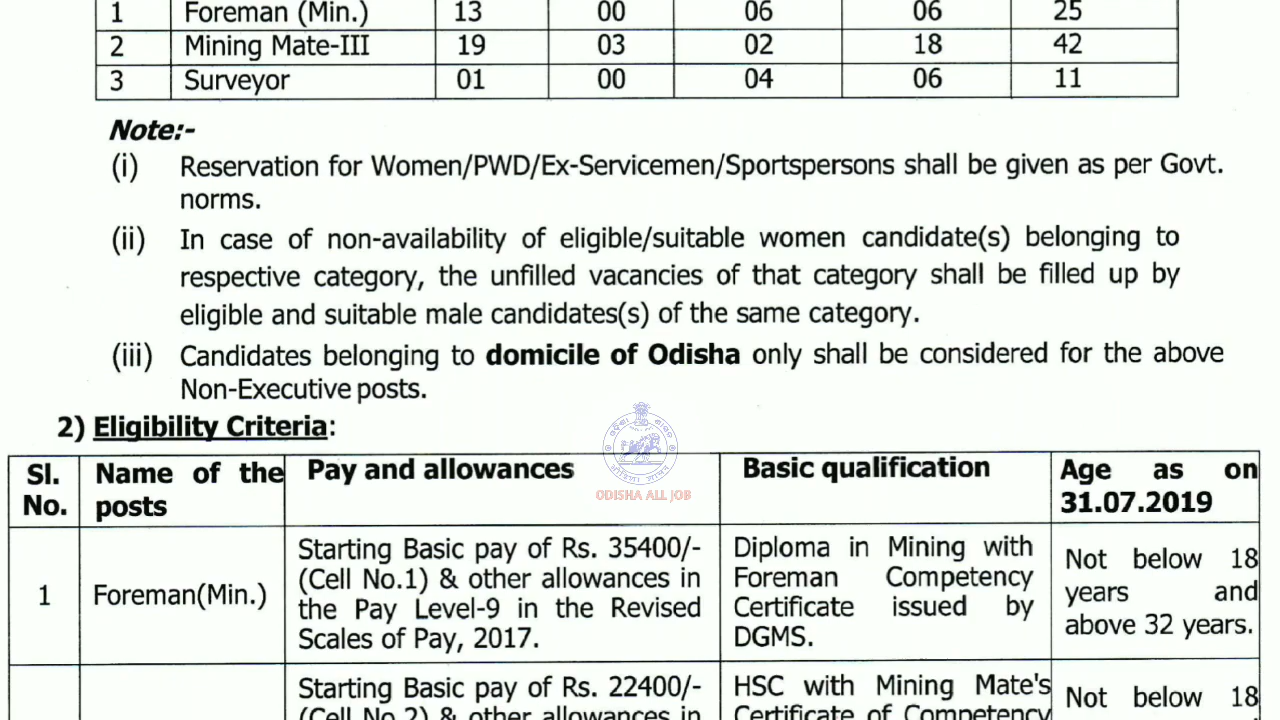 1 Foreman (Min.) 13 00 06 06 25
2 Mining Mate-III 19 03 02 18 42
3 Surveyor 01 00 04 06 11
Note:-
(i) Reservation for Women/PWD/Ex-Servicemen/Sportspersons shall be given as per Govt.
norms.
(ii) In case of non-availability of eligible/suitable women candidate(s) belonging to
respective category, the unfilled vacancies of that category shall be filled up by
eligible and suitable male candidates(s) of the same category.
(iii) Candidates belonging to domicile of Odisha only shall be considered for the above
Non-Executive posts.
2) Eligibility Criteria:
Sl. No. Name of the posts Pay and allowances Basic qualification Age as on 31.07.2019
ODISHA ALL JOB
1
Foreman(Min.)
Starting Basic pay of Rs. 35400/-
(Cell No.1) & other allowances in
the Pay Level-9 in the Revised
Scales of Pay, 2017.
Diploma in Mining with
Foreman Competency
Certificate issued by
DGMS.
Not below 18
years and
above 32 years.
Starting Basic pay of Rs. 22400/-
(Cell No.2) & other allowances in
HSC with Mining Mate's
Certificate of Competency
Not below 18